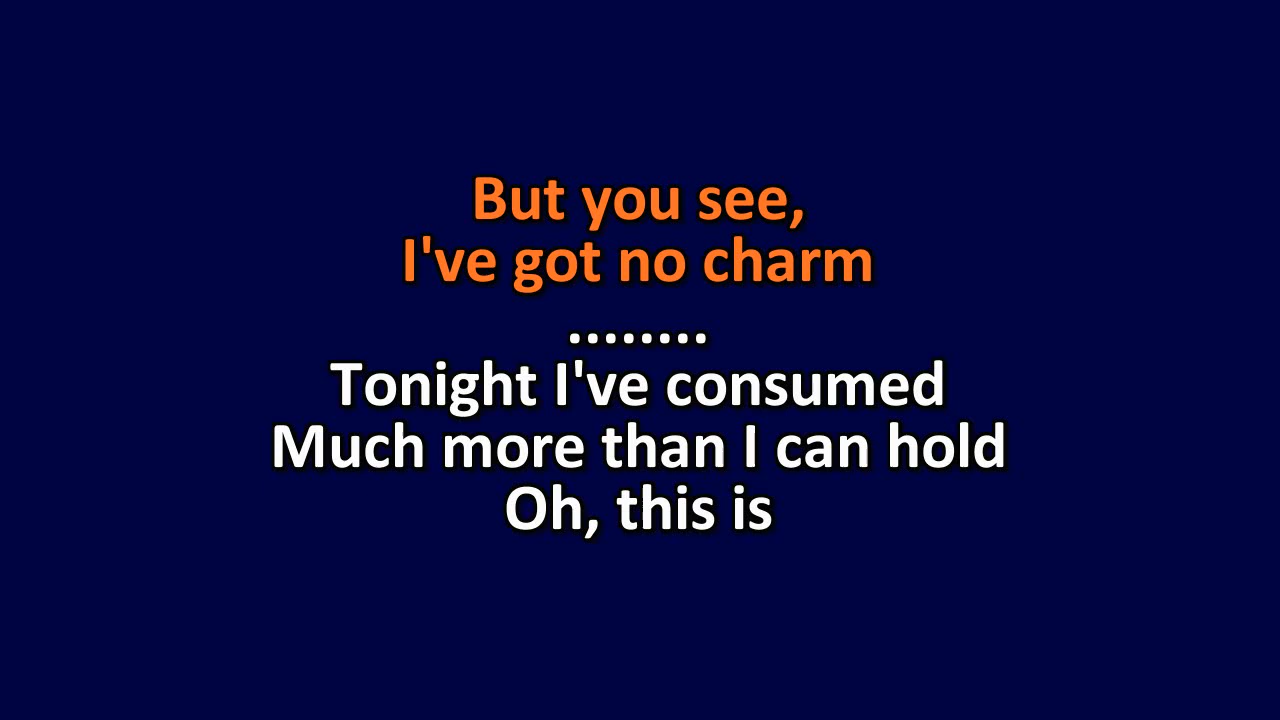 But you see,
I've got no charm
........
Tonight I've consumed
Much more than I can hold
Oh, this is